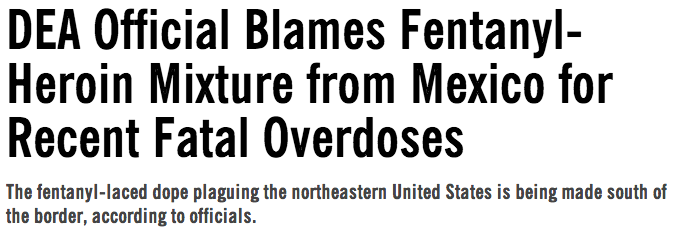 DEA Official Blames Fentanyl-
Heroin Mixture from Mexico for
Recent Fatal Overdoses
The fentanyl-laced dope plaguing the northeastern United States is being made south of
the border, according to officials.